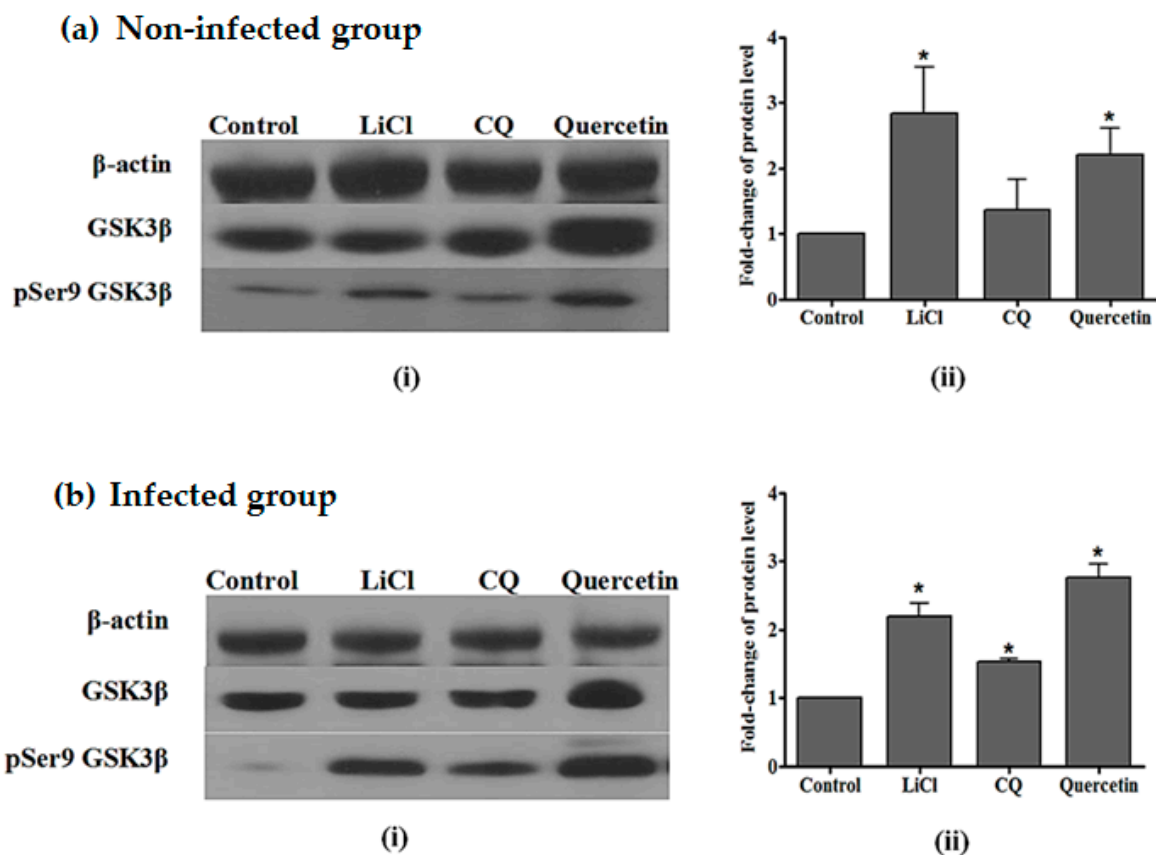 (a) Non-infected group
Control LiCl CQ Quercetin
β-actin
GSK3β
pSer9 GSK3β
(i)
Fold-change of protein level
4
3
2
1
0
* *
Control LiCl CQ Quercetin
(ii)
(b) Infected group
Control LiCl CQ Quercetin
β-actin
GSK3β
pSer9 GSK3β
(i)
Fold-change of protein level
4
3
2
1
0
* * *
Control LiCl CQ Quercetin
(ii)